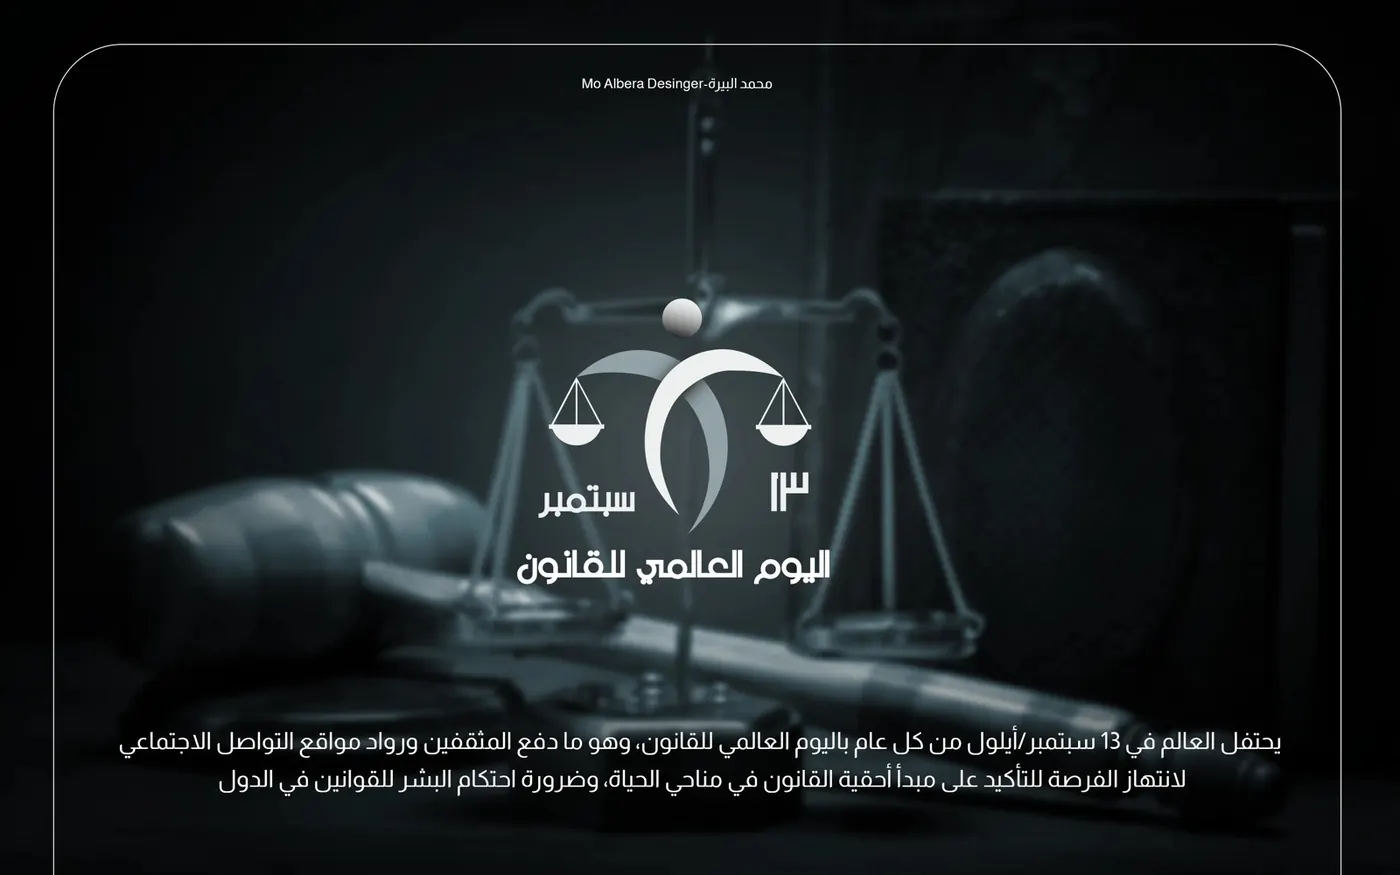 محمد البيرة-Mo Albera Desinger
١٣ سبتمبر
اليوم العالمي للقانون
يحتفل العالم في 13 سبتمبر/أيلول من كل عام باليوم العالمي للقانون، وهو ما دفع المثقفين ورواد مواقع التواصل الاجتماعي
لانتهاز الفرصة للتأكيد على مبدأ أحقية القانون في مناحي الحياة، وضرورة احتكام البشر للقوانين في الدول